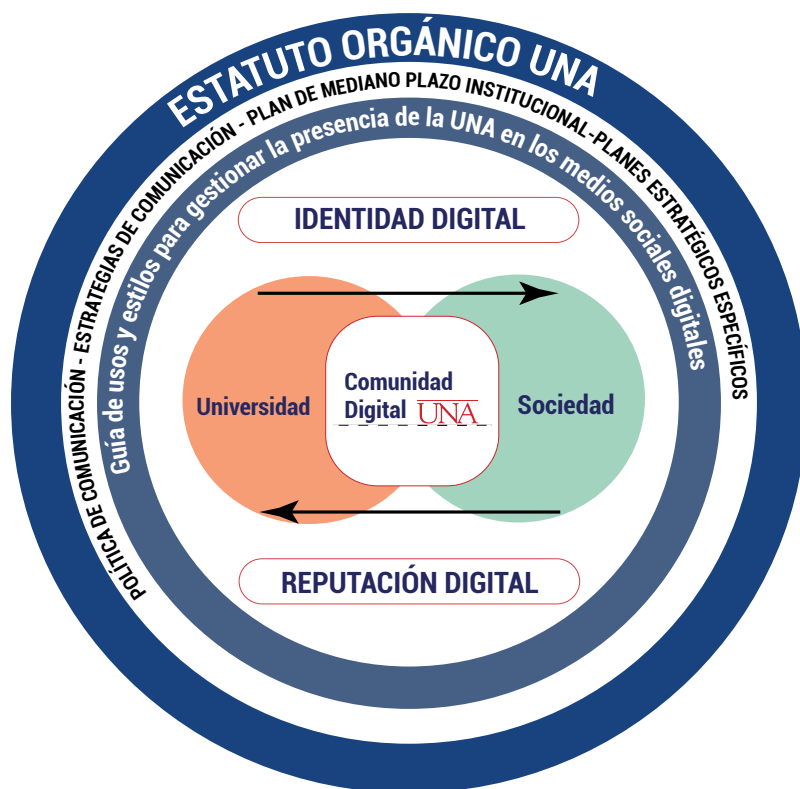 ESTATUTO ORGÁNICO UNA
POLÍTICA DE COMUNICACIÓN - ESTRATEGIAS DE COMUNICACIÓN - PLAN DE MEDIANO PLAZO INSTITUCIONAL-PLANES ESTRATÉGICOS ESPECÍFICOS
Guía de usos y estilos para gestionar la presencia de la UNA en los medios sociales digitales
IDENTIDAD DIGITAL
Universidad
Comunidad
Digital UNA
Sociedad
REPUTACIÓN DIGITAL